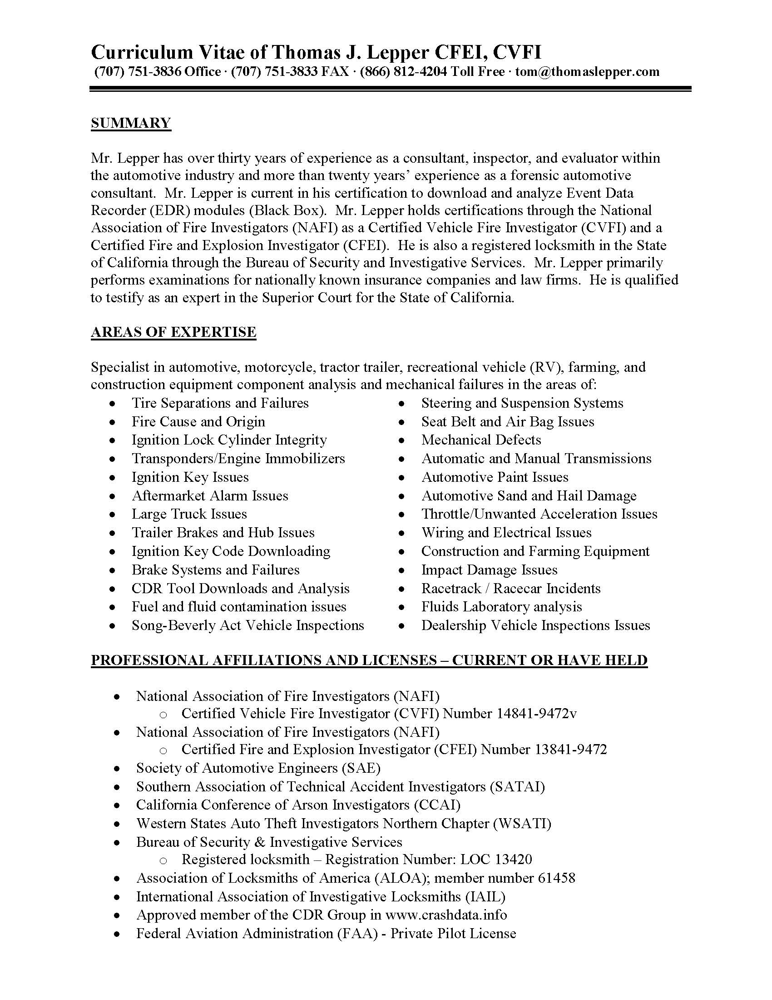 Curriculum Vitae of Thomas J. Lepper CFEI, CVFI
(707) 751-3836 Office · (707) 751-3833 FAX · (866) 812-4204 Toll Free · tom@thomaslepper.com
SUMMARY
Mr. Lepper has over thirty years of experience as a consultant, inspector, and evaluator within
the automotive industry and more than twenty years’ experience as a forensic automotive
consultant.  Mr. Lepper is current in his certification to download and analyze Event Data
Recorder (EDR) modules (Black Box).  Mr. Lepper holds certifications through the National
Association of Fire Investigators (NAFI) as a Certified Vehicle Fire Investigator (CVFI) and a
Certified Fire and Explosion Investigator (CFEI).  He is also a registered locksmith in the State
of California through the Bureau of Security and Investigative Services.  Mr. Lepper primarily
performs examinations for nationally known insurance companies and law firms.  He is qualified
to testify as an expert in the Superior Court for the State of California.
AREAS OF EXPERTISE
Specialist in automotive, motorcycle, tractor trailer, recreational vehicle (RV), farming, and
construction equipment component analysis and mechanical failures in the areas of:
• Tire Separations and Failures
• Fire Cause and Origin
• Ignition Lock Cylinder Integrity
• Transponders/Engine Immobilizers
• Ignition Key Issues
• Aftermarket Alarm Issues
• Large Truck Issues
• Trailer Brakes and Hub Issues
• Ignition Key Code Downloading
• Brake Systems and Failures
• CDR Tool Downloads and Analysis
• Fuel and fluid contamination issues
• Song-Beverly Act Vehicle Inspections
• Steering and Suspension Systems
• Seat Belt and Air Bag Issues
• Mechanical Defects
• Automatic and Manual Transmissions
• Automotive Paint Issues
• Automotive Sand and Hail Damage
• Throttle/Unwanted Acceleration Issues
• Wiring and Electrical Issues
• Construction and Farming Equipment
• Impact Damage Issues
• Racetrack / Racecar Incidents
• Fluids Laboratory analysis
• Dealership Vehicle Inspections Issues
PROFESSIONAL AFFILIATIONS AND LICENSES – CURRENT OR HAVE HELD
• National Association of Fire Investigators (NAFI)
o Certified Vehicle Fire Investigator (CVFI) Number 14841-9472v
• National Association of Fire Investigators (NAFI)
o Certified Fire and Explosion Investigator (CFEI) Number 13841-9472
• Society of Automotive Engineers (SAE)
• Southern Association of Technical Accident Investigators (SATAI)
• California Conference of Arson Investigators (CCAI)
• Western States Auto Theft Investigators Northern Chapter (WSATI)
• Bureau of Security & Investigative Services
o Registered locksmith – Registration Number: LOC 13420
• Association of Locksmiths of America (ALOA); member number 61458
• International Association of Investigative Locksmiths (IAIL)
• Approved member of the CDR Group in www.crashdata.info
• Federal Aviation Administration (FAA) - Private Pilot License